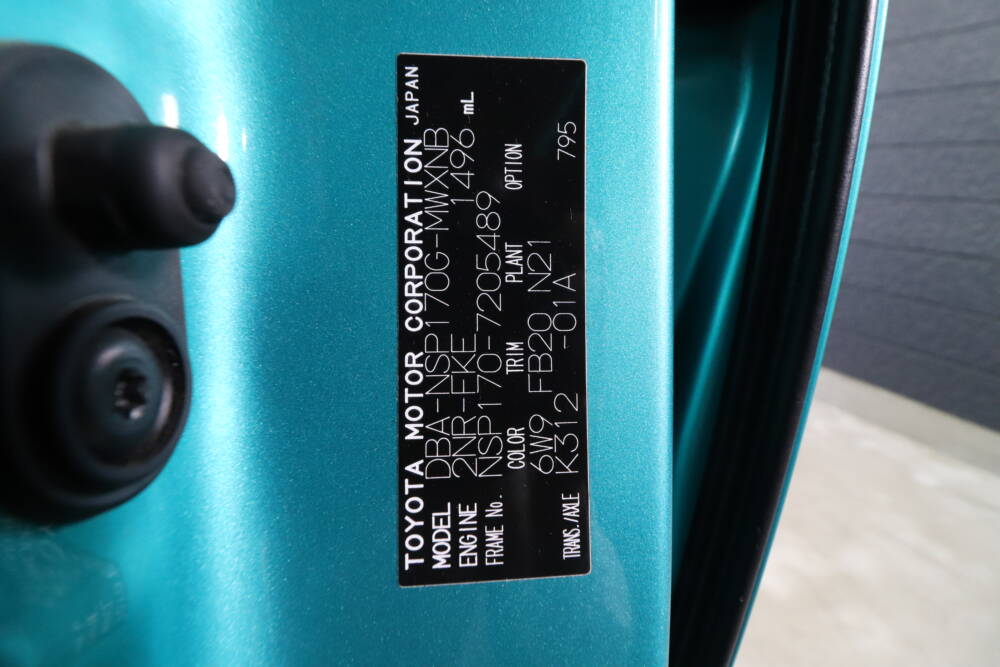 TOYOTA MOTOR CORPORATION JAPAN
MODEL DBA-NSP170G-MWXNB
ENGINE 2NR-FKE 1496 mL
FRAME No. NSP170-7205489
COLOR TRIM PLANT OPTION
6W9 FB20 N21
TRANS./AXLE K312 -01A 795